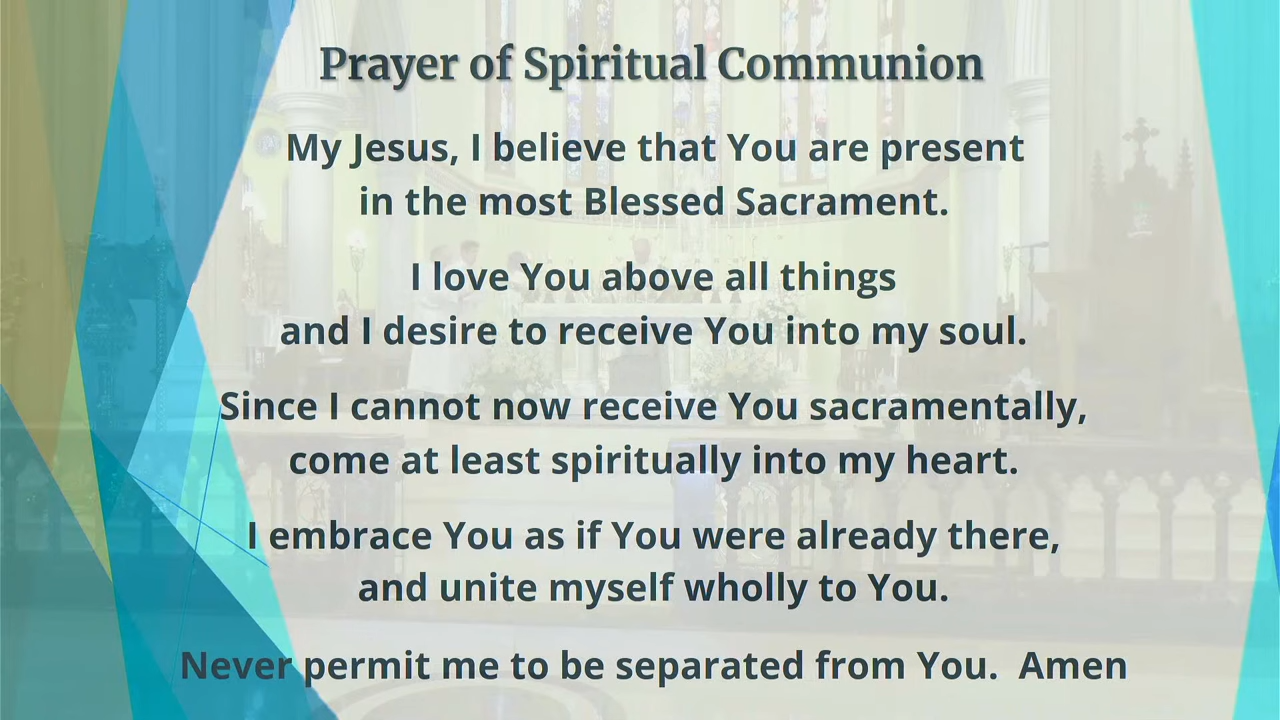 Prayer of Spiritual Communion
My Jesus, I believe that You are present
in the most Blessed Sacrament.
I love You above all things
and I desire to receive You into my soul.
Since I cannot now receive You sacramentally,
come at least spiritually into my heart.
I embrace You as if You were already there,
and unite myself wholly to You.
Never permit me to be separated from You.  Amen